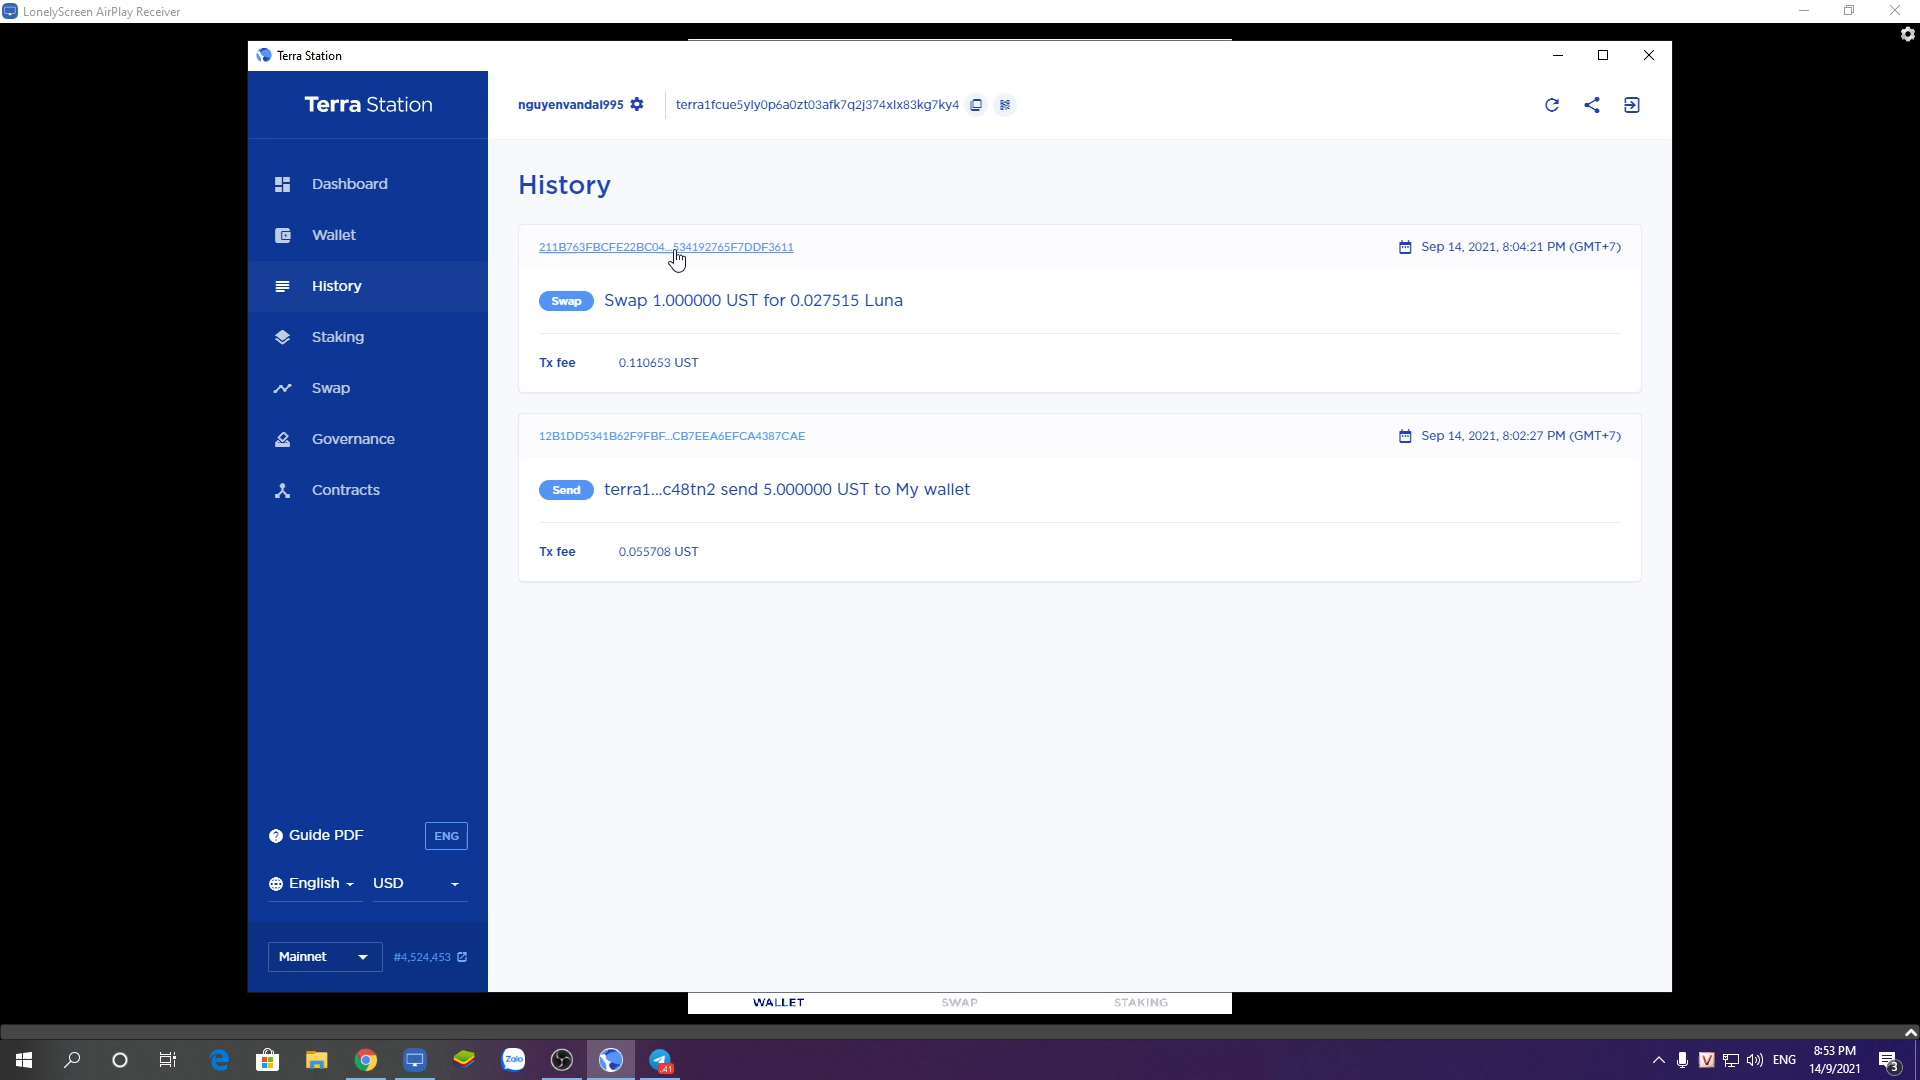 LonelyScreen AirPlay Receiver
Terra Station
Terra Station
nguyenvandai995
terra1fcue5yly0p6a0zt03afk7q2j374xlx83kg7ky4
Dashboard
Wallet
History
Staking
Swap
Governance
Contracts
Guide PDF
ENG
English
USD
Mainnet
#4,524,453
History
211B763FBCFE22BC04...534192765F7DDF3611
Sep 14, 2021, 8:04:21 PM (GMT+7)
Swap
Swap 1.000000 UST for 0.027515 Luna
Tx fee 0.110653 UST
12B1DD5341B62F9FBF...CB7EEA6EFCA4387CAE
Sep 14, 2021, 8:02:27 PM (GMT+7)
Send
terra1...c48tn2 send 5.000000 UST to My wallet
Tx fee 0.055708 UST
WALLET
SWAP
STAKING
Zalo
41
V
ENG
8:53 PM
14/9/2021
3